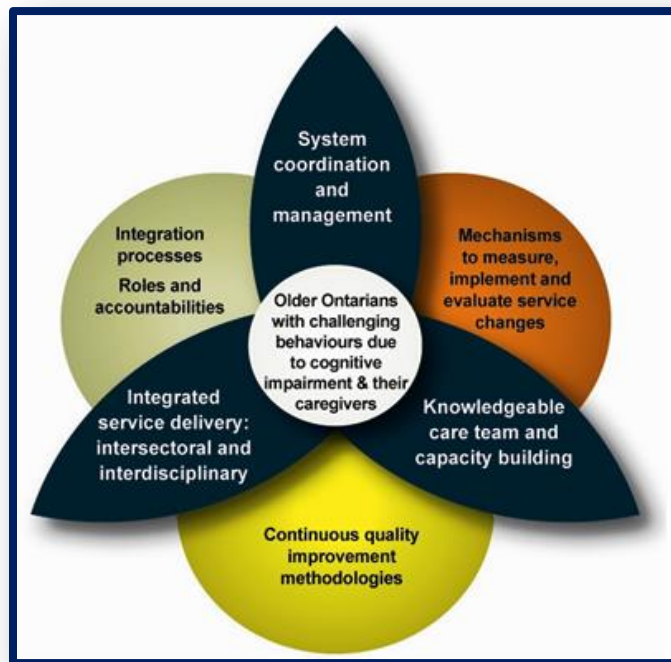 System
coordination
and
management
Integration
processes
Roles and
accountabilities
Mechanisms
to measure,
implement and
evaluate service
changes
Older Ontarians
with challenging
behaviours due
to cognitive
impairment & their
caregivers
Integrated
service delivery:
intersectoral and
interdisciplinary
Knowledgeable
care team and
capacity building
Continuous quality
improvement
methodologies